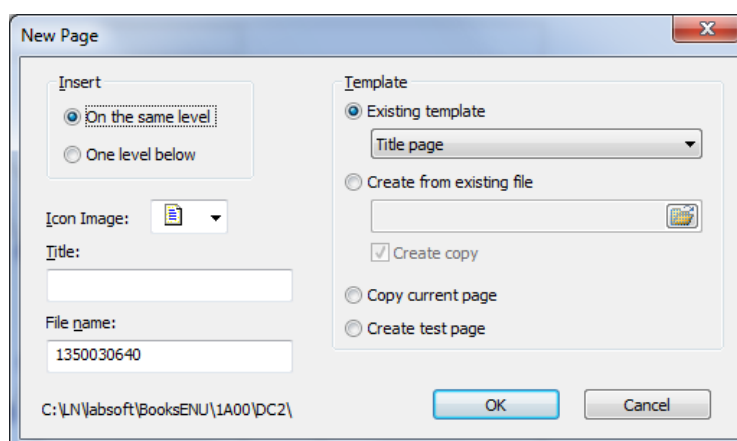 New Page
Insert
On the same level
One level below
Icon Image:
Title:
File name:
1350030640
C:\LN\labsoft\BooksENU\1A00\DC2\
Template
Existing template
Title page
Create from existing file
Create copy
Copy current page
Create test page
OK
Cancel